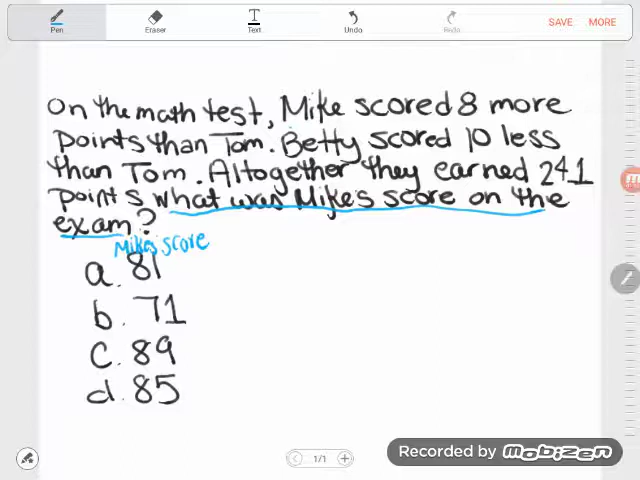 Pen
Eraser
Text
Undo
Redo
SAVE
MORE
On the math test, Mike scored 8 more
points than Tom. Betty scored 10 less
than Tom. Altogether they earned 241
points what was Mike's score on the
exam?
Mikes score
a. 81
b. 71
c. 89
d. 85
1/1
Recorded by Mobizen